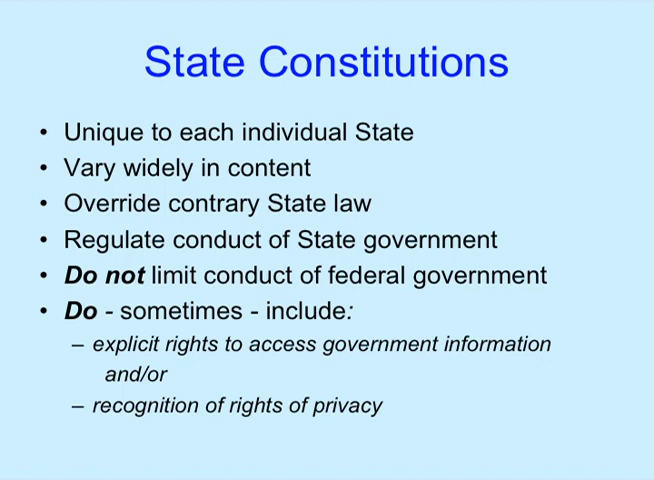 State Constitutions
• Unique to each individual State
• Vary widely in content
• Override contrary State law
• Regulate conduct of State government
• Do not limit conduct of federal government
• Do - sometimes - include:
– explicit rights to access government information
and/or
– recognition of rights of privacy